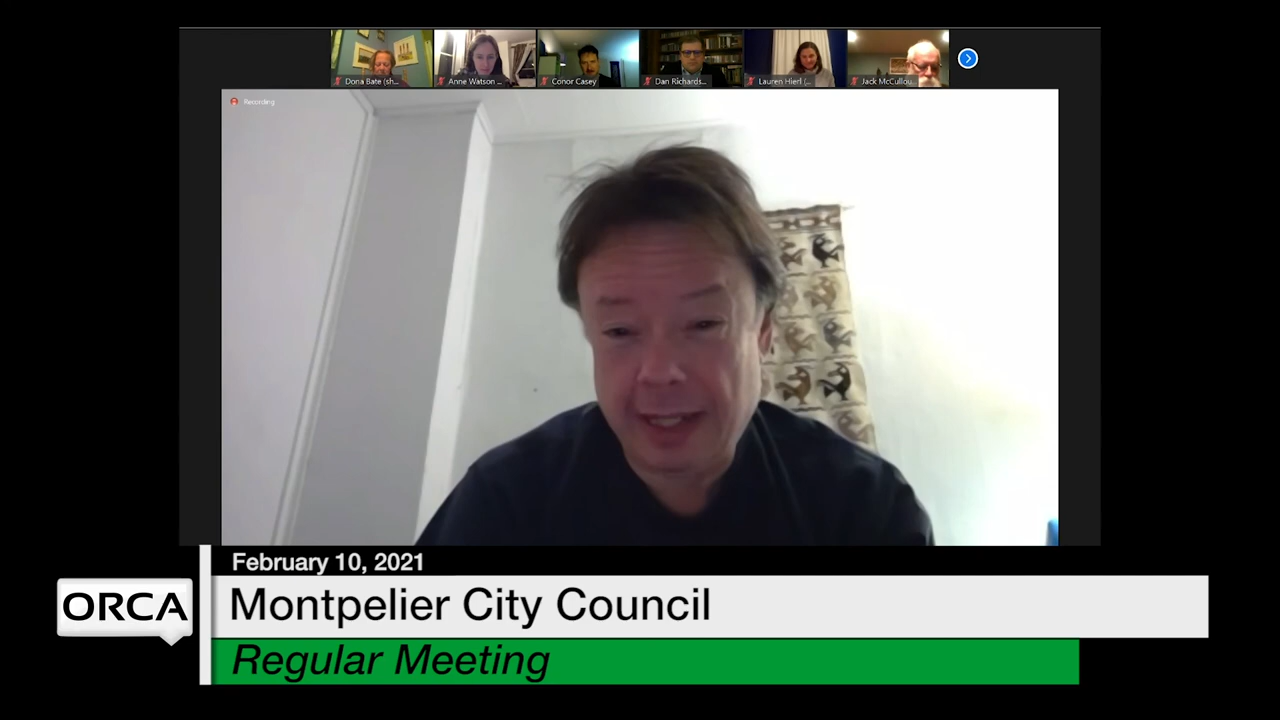 Dona Bate (sh...
Anne Watson ...
Conor Casey
Dan Richards...
Lauren Hierl (...
Jack McCullou...
Recording
February 10, 2021
ORCA
Montpelier City Council
Regular Meeting